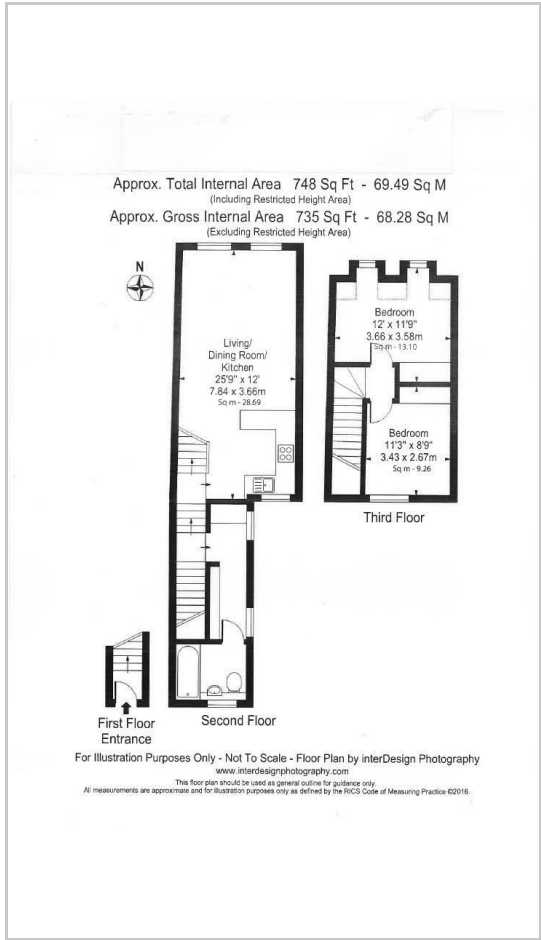 Approx. Total Internal Area 748 Sq Ft - 69.49 Sq M
(Including Restricted Height Area)
Approx. Gross Internal Area 735 Sq Ft - 68.28 Sq M
(Excluding Restricted Height Area)
N
Living/
Dining Room/
Kitchen
25'9" x 12'
7.84 x 3.66m
Sq m - 28.69
Bedroom
12' x 11'9"
3.66 x 3.58m
Sq m - 13.10
Bedroom
11'3" x 8'9"
3.43 x 2.67m
Sq m - 9.26
Third Floor
First Floor
Entrance
Second Floor
For Illustration Purposes Only - Not To Scale - Floor Plan by interDesign Photography
www.interdesignphotography.com
This floor plan should be used as general outline for guidance only.
All measurements are approximate and for illustration purposes only as defined by the RICS Code of Measuring Practice ©2016.